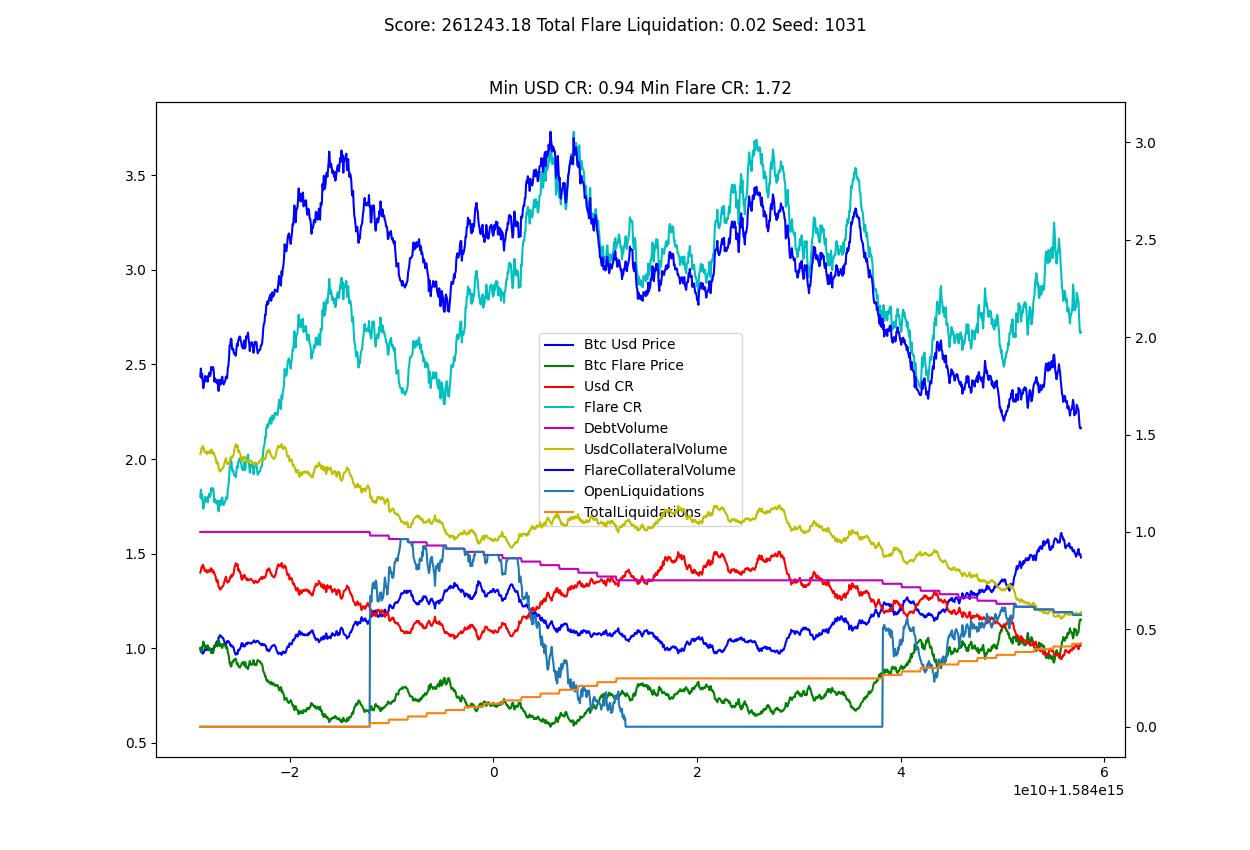 Score: 261243.18 Total Flare Liquidation: 0.02 Seed: 1031
Min USD CR: 0.94 Min Flare CR: 1.72
3.5
3.0
2.5
2.0
1.5
1.0
0.5
3.0
2.5
2.0
1.5
1.0
0.5
0.0
Btc Usd Price
Btc Flare Price
Usd CR
Flare CR
DebtVolume
UsdCollateralVolume
FlareCollateralVolume
OpenLiquidations
TotalLiquidations
−2 0 2 4 6
1e10+1.584e15